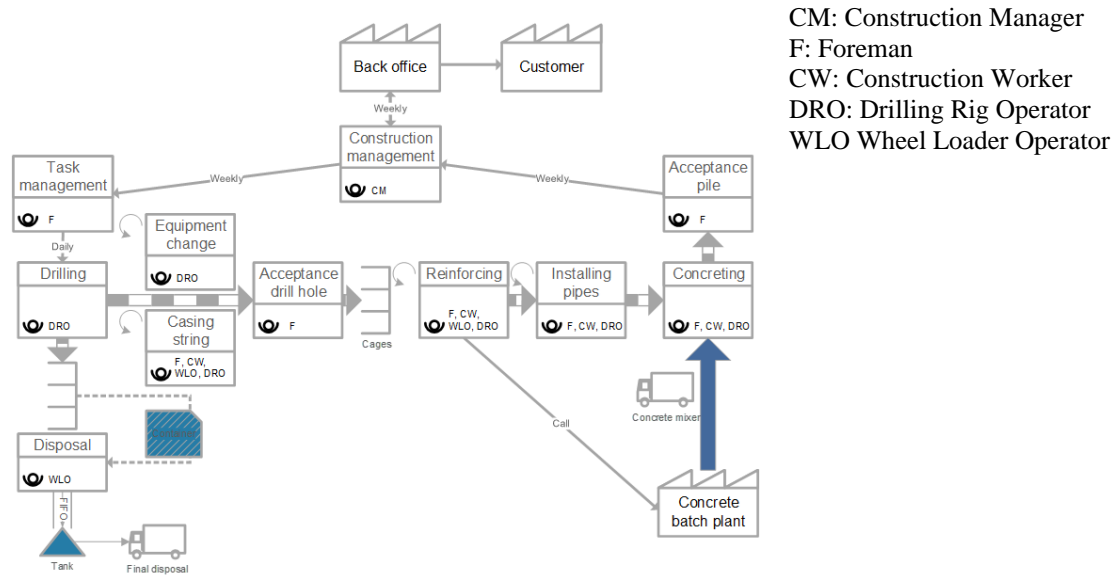 CM: Construction Manager
F: Foreman
CW: Construction Worker
DRO: Drilling Rig Operator
WLO Wheel Loader Operator
Back office
Customer
Weekly
Construction
management
CM
Weekly
Weekly
Task
management
F
Daily
Equipment
change
DRO
Acceptance
pile
F
Drilling
DRO
Casing
string
F, CW,
WLO, DRO
Acceptance
drill hole
F
Cages
Reinforcing
F, CW,
WLO, DRO
Installing
pipes
F, CW, DRO
Concreting
F, CW, DRO
Concrete mixer
Call
Container
Disposal
WLO
FIFO
Tank
Final disposal
Concrete
batch plant